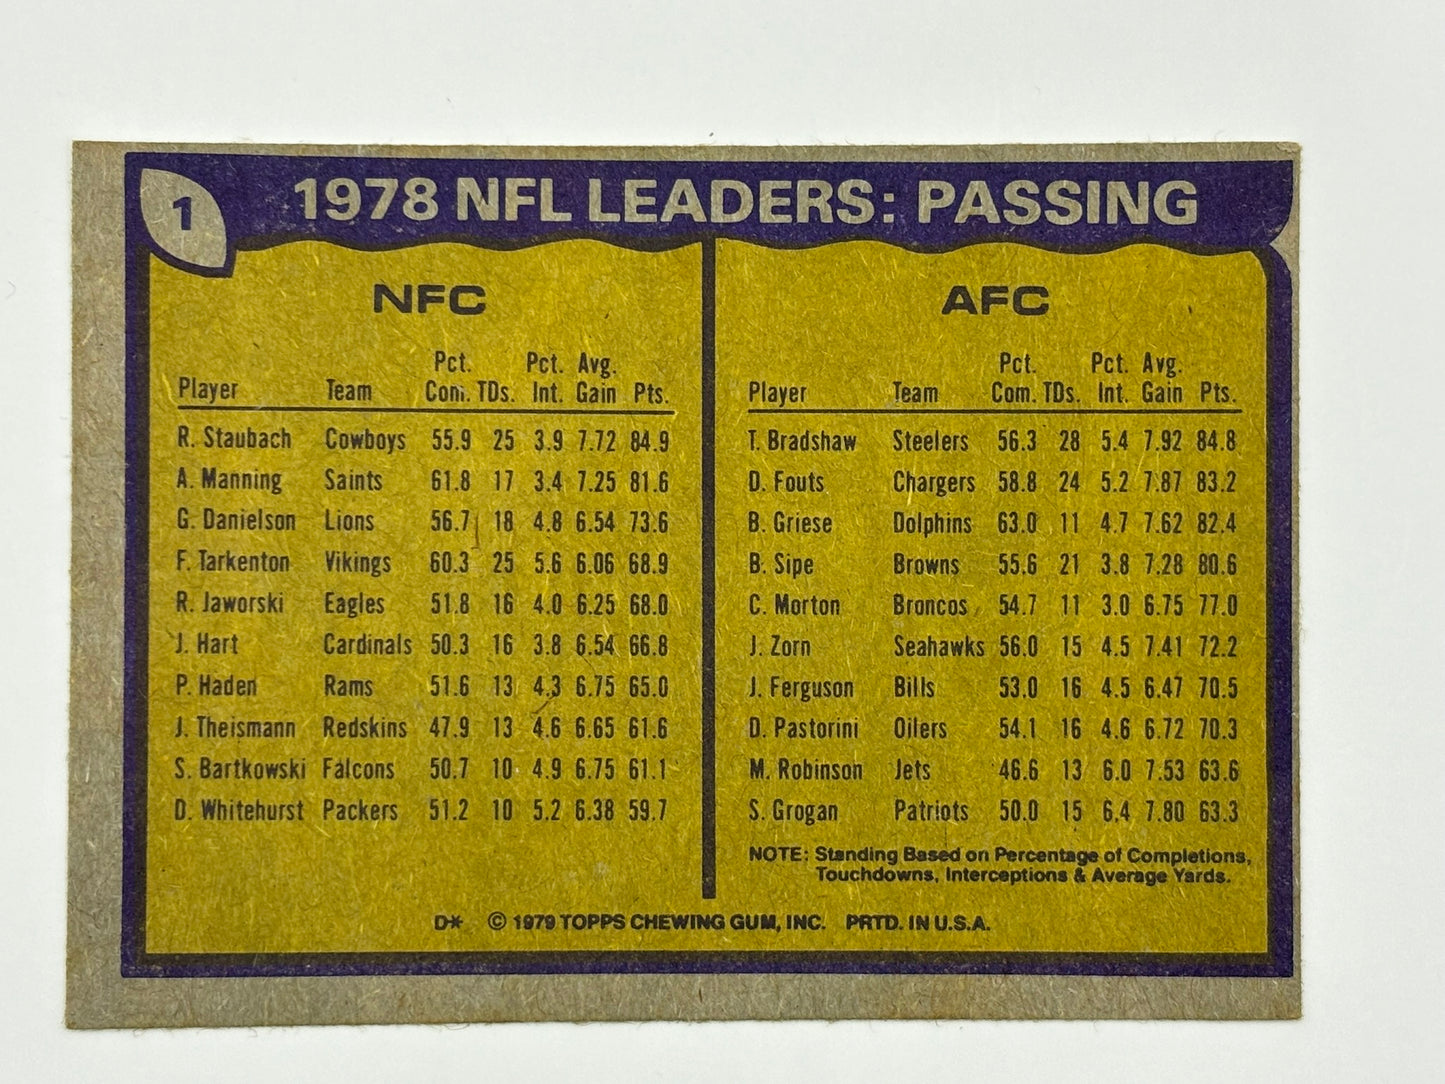 1
1978 NFL LEADERS: PASSING
NFC
Pct. Pct. Avg.
Player Team Com. TDs. Int. Gain Pts.
R. Staubach Cowboys 55.9 25 3.9 7.72 84.9
A. Manning Saints 61.8 17 3.4 7.25 81.6
G. Danielson Lions 56.7 18 4.8 6.54 73.6
F. Tarkenton Vikings 60.3 25 5.6 6.06 68.9
R. Jaworski Eagles 51.8 16 4.0 6.25 68.0
J. Hart Cardinals 50.3 16 3.8 6.54 66.8
P. Haden Rams 51.6 13 4.3 6.75 65.0
J. Theismann Redskins 47.9 13 4.6 6.65 61.6
S. Bartkowski Falcons 50.7 10 4.9 6.75 61.1
D. Whitehurst Packers 51.2 10 5.2 6.38 59.7
AFC
Pct. Pct. Avg.
Player Team Com. TDs. Int. Gain Pts.
T. Bradshaw Steelers 56.3 28 5.4 7.92 84.8
D. Fouts Chargers 58.8 24 5.2 7.87 83.2
B. Griese Dolphins 63.0 11 4.7 7.62 82.4
B. Sipe Browns 55.6 21 3.8 7.28 80.6
C. Morton Broncos 54.7 11 3.0 6.75 77.0
J. Zorn Seahawks 56.0 15 4.5 7.41 72.2
J. Ferguson Bills 53.0 16 4.5 6.47 70.5
D. Pastorini Oilers 54.1 16 4.6 6.72 70.3
M. Robinson Jets 46.6 13 6.0 7.53 63.6
S. Grogan Patriots 50.0 15 6.4 7.80 63.3
NOTE: Standing Based on Percentage of Completions,
Touchdowns, Interceptions & Average Yards.
D* © 1979 TOPPS CHEWING GUM, INC. PRTD. IN U.S.A.